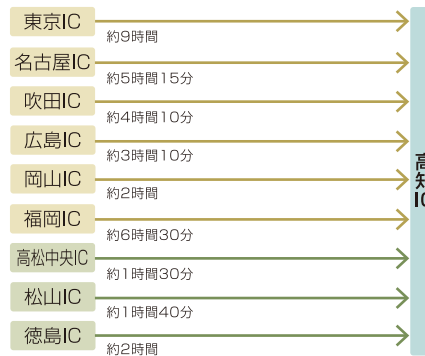 東京IC
約9時間
名古屋IC
約5時間15分
吹田IC
約4時間10分
広島IC
約3時間10分
岡山IC
約2時間
福岡IC
約6時間30分
高松中央IC
約1時間30分
松山IC
約1時間40分
徳島IC
約2時間
高知IC